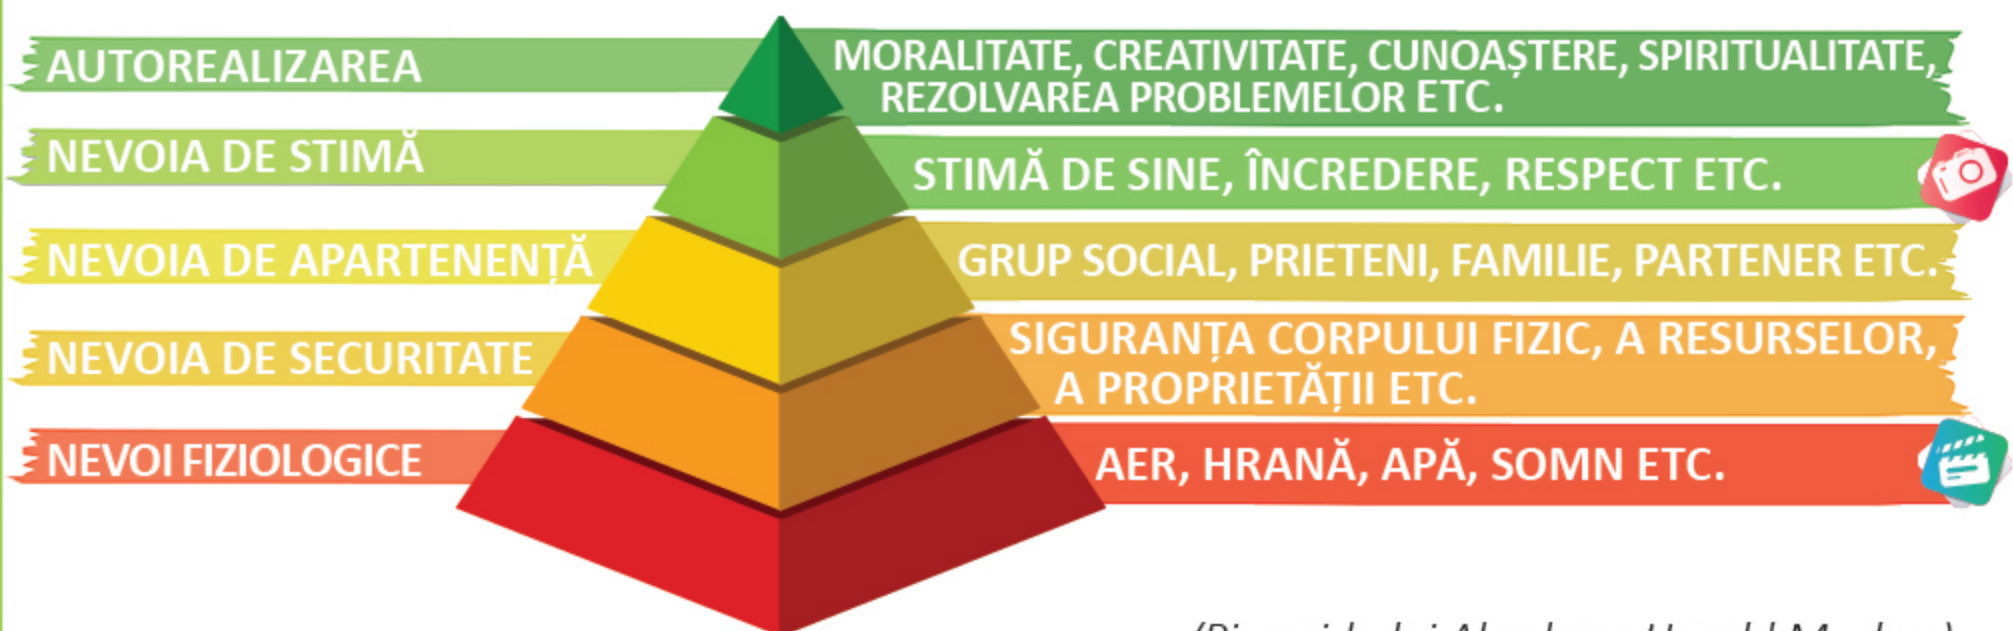 AUTOREALIZAREA
MORALITATE, CREATIVITATE, CUNOAȘTERE, SPIRITUALITATE,
REZOLVAREA PROBLEMELOR ETC.
NEVOIA DE STIMĂ
STIMĂ DE SINE, ÎNCREDERE, RESPECT ETC.
NEVOIA DE APARTENENȚĂ
GRUP SOCIAL, PRIETENI, FAMILIE, PARTENER ETC.
NEVOIA DE SECURITATE
SIGURANȚA CORPULUI FIZIC, A RESURSELOR,
A PROPRIETĂȚII ETC.
NEVOI FIZIOLOGICE
AER, HRANĂ, APĂ, SOMN ETC.